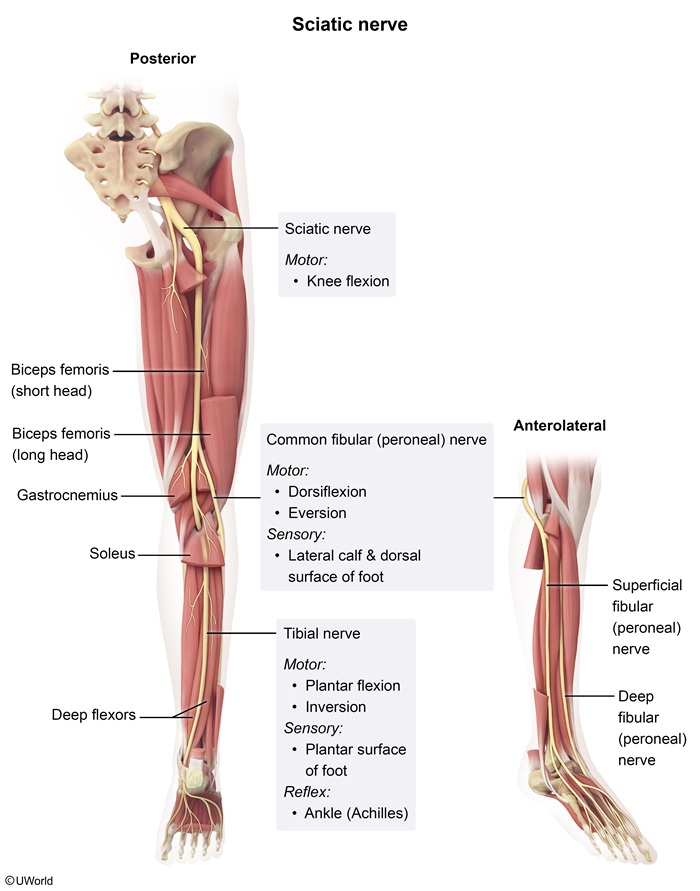 Sciatic nerve
Posterior
Sciatic nerve
Motor:
• Knee flexion
Biceps femoris
(short head)
Biceps femoris
(long head)
Gastrocnemius
Soleus
Common fibular (peroneal) nerve
Motor:
• Dorsiflexion
• Eversion
Sensory:
• Lateral calf & dorsal
surface of foot
Tibial nerve
Motor:
• Plantar flexion
• Inversion
Sensory:
• Plantar surface
of foot
Reflex:
• Ankle (Achilles)
Deep flexors
Anterolateral
Superficial
fibular
(peroneal)
nerve
Deep
fibular
(peroneal)
nerve
©UWorld